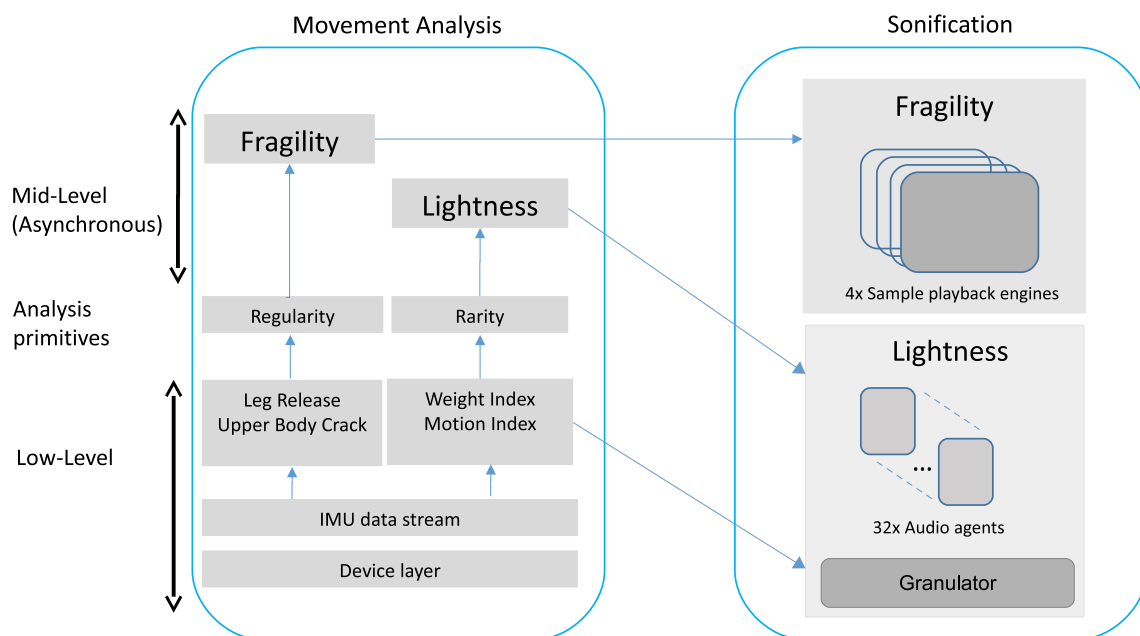 Movement Analysis
Sonification
Mid-Level
(Asynchronous)
Analysis
primitives
Low-Level
Fragility
Lightness
Regularity
Rarity
Leg Release
Upper Body Crack
Weight Index
Motion Index
IMU data stream
Device layer
Fragility
4x Sample playback engines
Lightness
...
32x Audio agents
Granulator